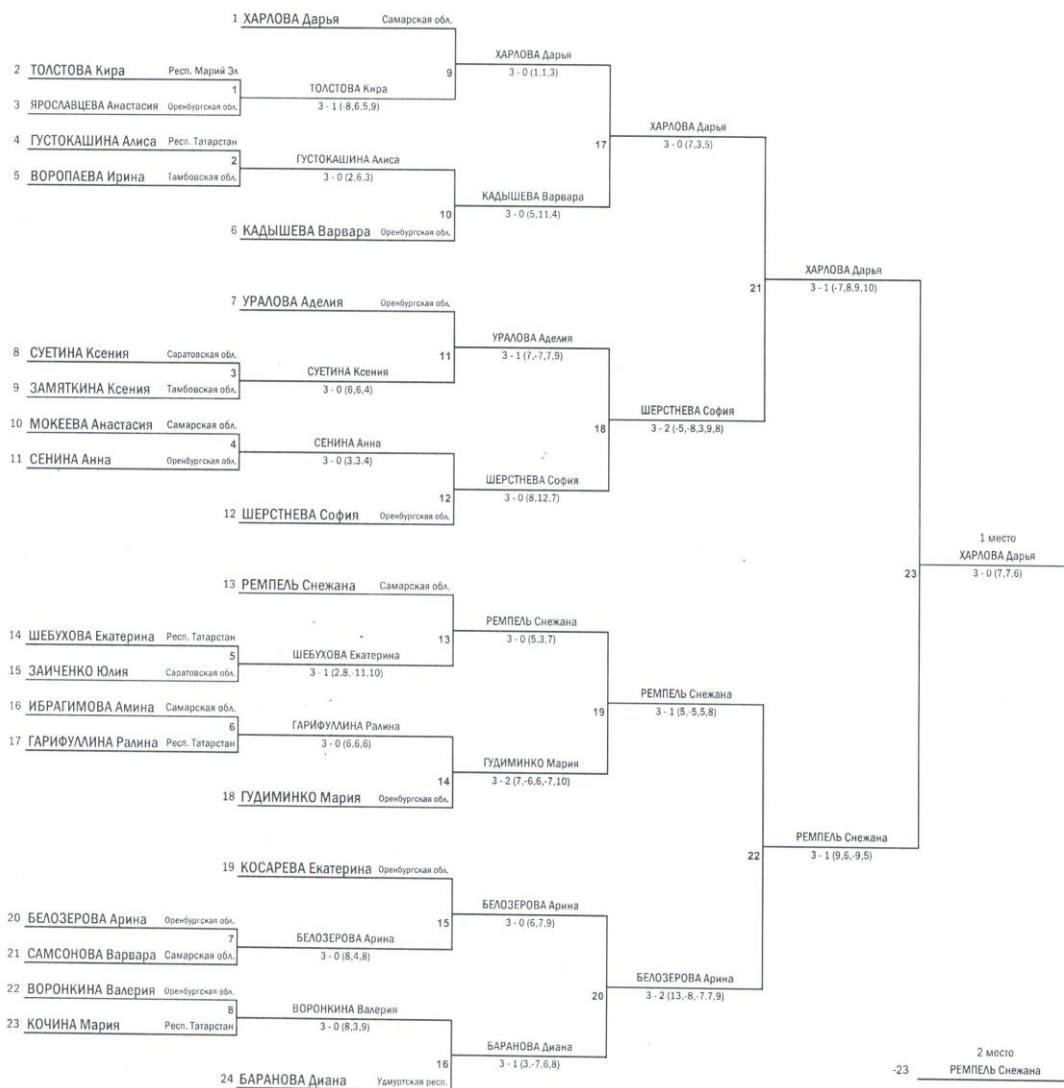 1 ХАРЛОВА Дарья Самарская обл.
ХАРЛОВА Дарья
9 3 - 0 (1,1,3)
2 ТОЛСТОВА Кира Респ. Марий Эл
1 ТОЛСТОВА Кира
3 - 1 (-8,6,5,9)
3 ЯРОСЛАВЦЕВА Анастасия Оренбургская обл.
ХАРЛОВА Дарья
17 3 - 0 (7,3,5)
4 ГУСТОКАШИНА Алиса Респ. Татарстан
2 ГУСТОКАШИНА Алиса
3 - 0 (2,6,3)
5 ВОРОПАЕВА Ирина Тамбовская обл.
КАДЫШЕВА Варвара
10 3 - 0 (5,11,4)
6 КАДЫШЕВА Варвара Оренбургская обл.
ХАРЛОВА Дарья
21 3 - 1 (-7,8,9,10)
7 УРАЛОВА Аделия Оренбургская обл.
УРАЛОВА Аделия
11 3 - 1 (7,-7,7,9)
8 СУЕТИНА Ксения Саратовская обл.
3 СУЕТИНА Ксения
3 - 0 (6,6,4)
9 ЗАМЯТКИНА Ксения Тамбовская обл.
ШЕРСТНЕВА София
18 3 - 2 (-5,-8,3,9,8)
10 МОКЕЕВА Анастасия Самарская обл.
4 СЕНИНА Анна
3 - 0 (3,3,4)
11 СЕНИНА Анна Оренбургская обл.
ШЕРСТНЕВА София
12 3 - 0 (8,12,7)
12 ШЕРСТНЕВА София Оренбургская обл.
1 место
ХАРЛОВА Дарья
23 3 - 0 (7,7,6)
13 РЕМПЕЛЬ Снежана Самарская обл.
РЕМПЕЛЬ Снежана
13 3 - 0 (5,3,7)
14 ШЕБУХОВА Екатерина Респ. Татарстан
5 ШЕБУХОВА Екатерина
3 - 1 (2,8,-11,10)
15 ЗАИЧЕНКО Юлия Саратовская обл.
РЕМПЕЛЬ Снежана
19 3 - 1 (5,-5,5,8)
16 ИБРАГИМОВА Амина Самарская обл.
6 ГАРИФУЛЛИНА Ралина
3 - 0 (6,6,6)
17 ГАРИФУЛЛИНА Ралина Респ. Татарстан
ГУДИМИНКО Мария
14 3 - 2 (7,-6,6,-7,10)
18 ГУДИМИНКО Мария Оренбургская обл.
РЕМПЕЛЬ Снежана
22 3 - 1 (9,6,-9,5)
19 КОСАРЕВА Екатерина Оренбургская обл.
БЕЛОЗЕРОВА Арина
15 3 - 0 (6,7,9)
20 БЕЛОЗЕРОВА Арина Оренбургская обл.
7 БЕЛОЗЕРОВА Арина
3 - 0 (8,4,8)
21 САМСОНОВА Варвара Самарская обл.
БЕЛОЗЕРОВА Арина
20 3 - 2 (13,-8,-7,7,9)
22 ВОРОНКИНА Валерия Оренбургская обл.
8 ВОРОНКИНА Валерия
3 - 0 (8,3,9)
23 КОЧИНА Мария Респ. Татарстан
БАРАНОВА Диана
16 3 - 1 (3,-7,6,8)
24 БАРАНОВА Диана Удмуртская респ.
2 место
-23 РЕМПЕЛЬ Снежана